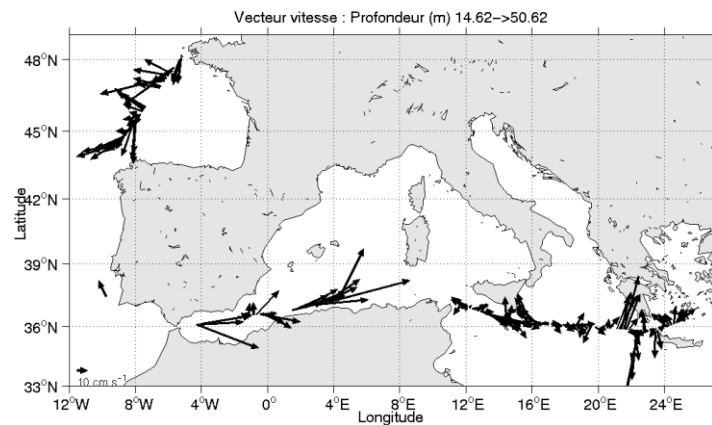 Vecteur vitesse : Profondeur (m) 14.62−>50.62
48°N
45°N
42°N
39°N
36°N
33°N
Latitude
10 cm s⁻¹
12°W 8°W 4°W 0° 4°E 8°E 12°E 16°E 20°E 24°E
Longitude